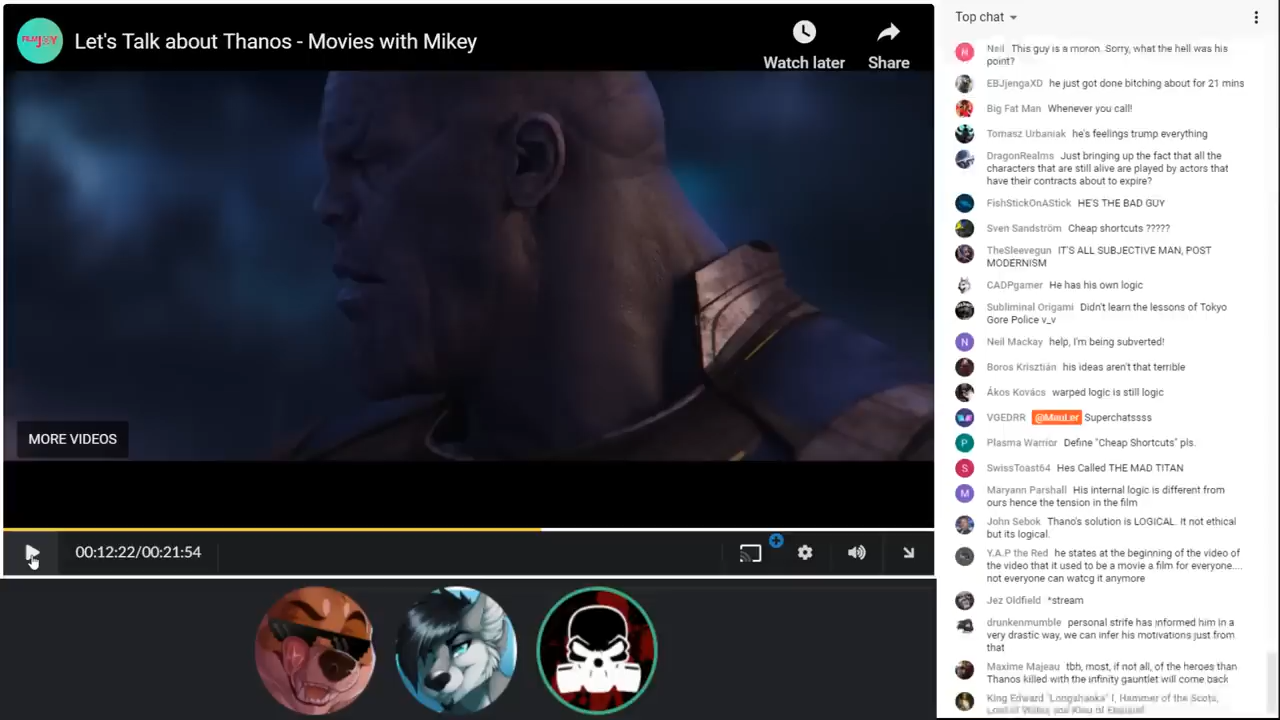 FILMJOY
Let's Talk about Thanos - Movies with Mikey
Watch later
Share
MORE VIDEOS
00:12:22/00:21:54
Top chat
Neil This guy is a moron. Sorry, what the hell was his
point?
EBJjengaXD he just got done bitching about for 21 mins
Big Fat Man Whenever you call!
Tomasz Urbaniak he's feelings trump everything
DragonRealms Just bringing up the fact that all the
characters that are still alive are played by actors that
have their contracts about to expire?
FishStickOnAStick HE'S THE BAD GUY
Sven Sandström Cheap shortcuts ?????
TheSleevegun IT'S ALL SUBJECTIVE MAN, POST
MODERNISM
CADPgamer He has his own logic
Subliminal Origami Didn't learn the lessons of Tokyo
Gore Police v_v
N
Neil Mackay help, I'm being subverted!
Boros Krisztián his ideas aren't that terrible
Ákos Kovács warped logic is still logic
VGEDRR @MauLer Superchatssss
P
Plasma Warrior Define "Cheap Shortcuts" pls.
S
SwissToast64 Hes Called THE MAD TITAN
M
Maryann Parshall His internal logic is different from
ours hence the tension in the film
John Sebok Thano's solution is LOGICAL. It not ethical
but its logical.
Y.A.P the Red he states at the beginning of the video of
the video that it used to be a movie a film for everyone....
not everyone can watcg it anymore
Jez Oldfield *stream
drunkenmumble personal strife has informed him in a
very drastic way, we can infer his motivations just from
that
Maxime Majeau tbh, most, if not all, of the heroes than
Thanos killed with the infinity gauntlet will come back
King Edward 'Longshanks' I, Hammer of the Scots,